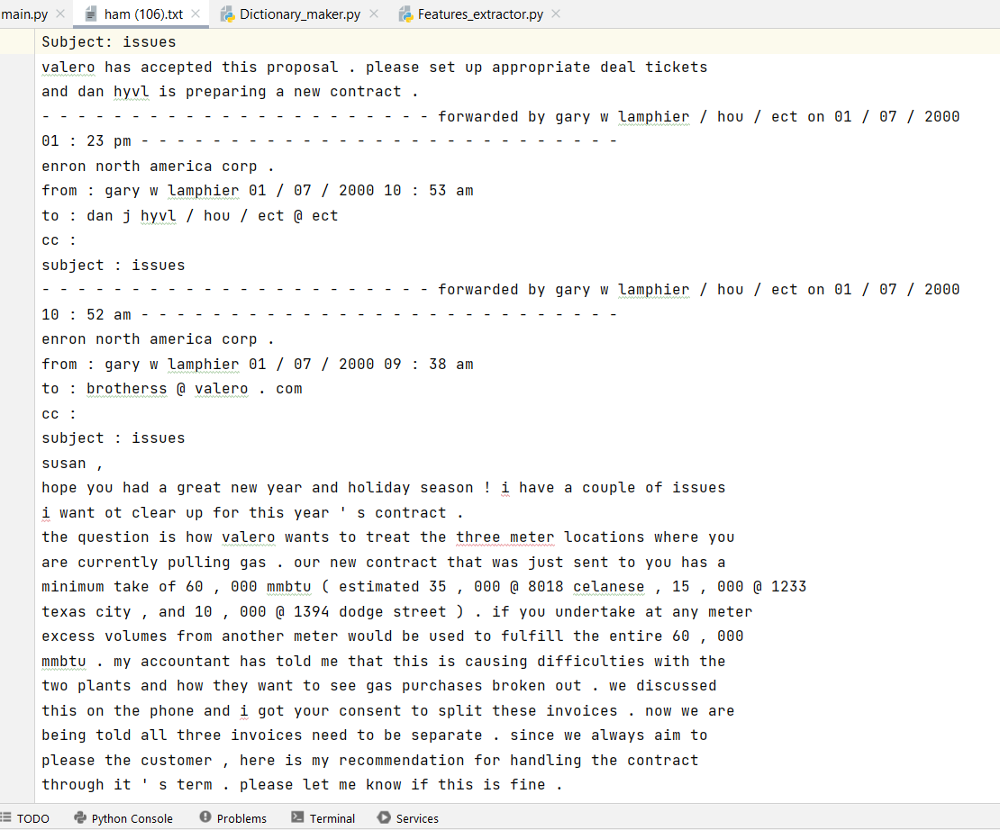 main.py ham (106).txt Dictionary_maker.py Features_extractor.py
Subject: issues
valero has accepted this proposal . please set up appropriate deal tickets
and dan hyvl is preparing a new contract .
- - - - - - - - - - - - - - - - - - - - - - forwarded by gary w lamphier / hou / ect on 01 / 07 / 2000
01 : 23 pm - - - - - - - - - - - - - - - - - - - - - - - - - - -
enron north america corp .
from : gary w lamphier 01 / 07 / 2000 10 : 53 am
to : dan j hyvl / hou / ect @ ect
cc :
subject : issues
- - - - - - - - - - - - - - - - - - - - - - forwarded by gary w lamphier / hou / ect on 01 / 07 / 2000
10 : 52 am - - - - - - - - - - - - - - - - - - - - - - - - - - -
enron north america corp .
from : gary w lamphier 01 / 07 / 2000 09 : 38 am
to : brotherss @ valero . com
cc :
subject : issues
susan ,
hope you had a great new year and holiday season ! i have a couple of issues
i want ot clear up for this year ' s contract .
the question is how valero wants to treat the three meter locations where you
are currently pulling gas . our new contract that was just sent to you has a
minimum take of 60 , 000 mmbtu ( estimated 35 , 000 @ 8018 celanese , 15 , 000 @ 1233
texas city , and 10 , 000 @ 1394 dodge street ) . if you undertake at any meter
excess volumes from another meter would be used to fulfill the entire 60 , 000
mmbtu . my accountant has told me that this is causing difficulties with the
two plants and how they want to see gas purchases broken out . we discussed
this on the phone and i got your consent to split these invoices . now we are
being told all three invoices need to be separate . since we always aim to
please the customer , here is my recommendation for handling the contract
through it ' s term . please let me know if this is fine .
TODO Python Console Problems Terminal Services